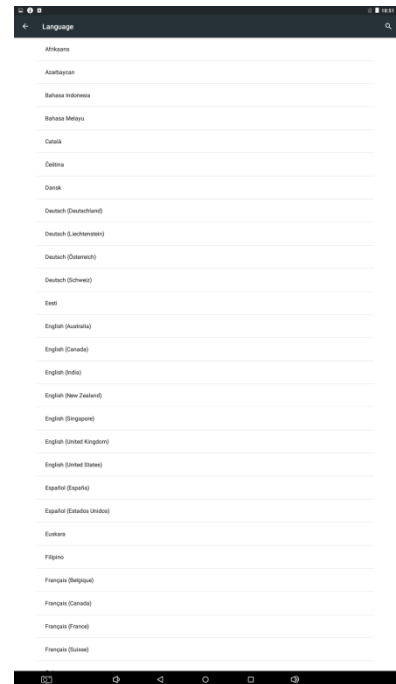 18:51
Language
Afrikaans
Azərbaycan
Bahasa Indonesia
Bahasa Melayu
Català
Čeština
Dansk
Deutsch (Deutschland)
Deutsch (Liechtenstein)
Deutsch (Österreich)
Deutsch (Schweiz)
Eesti
English (Australia)
English (Canada)
English (India)
English (New Zealand)
English (Singapore)
English (United Kingdom)
English (United States)
Español (España)
Español (Estados Unidos)
Euskara
Filipino
Français (Belgique)
Français (Canada)
Français (France)
Français (Suisse)